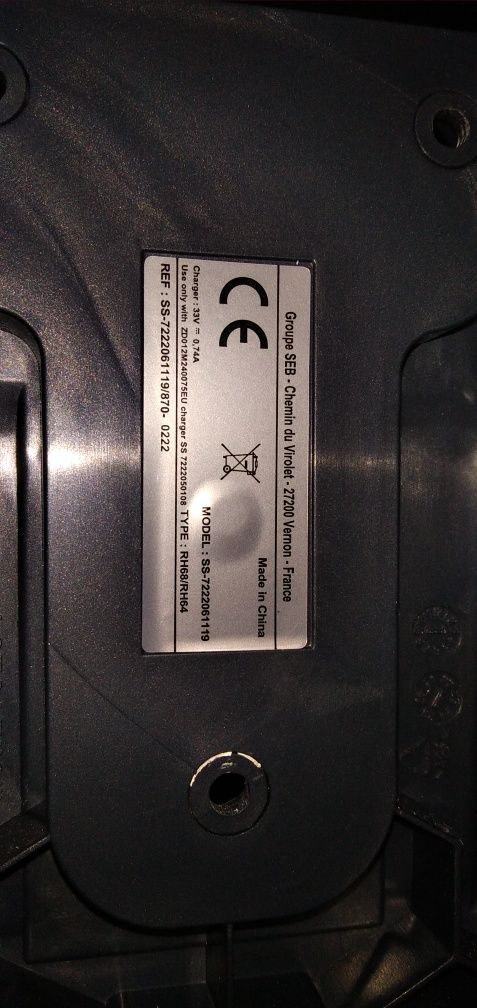 Groupe SEB - Chemin du Virolet - 27200 Vernon - France
Made in China
CE
MODEL : SS-7222061119
Charger : 33V ⎓ 0,74A
Use only with ZD012M240075EU charger SS 7222050108 TYPE : RH68/RH64
REF : SS-7222061119/870- 0222